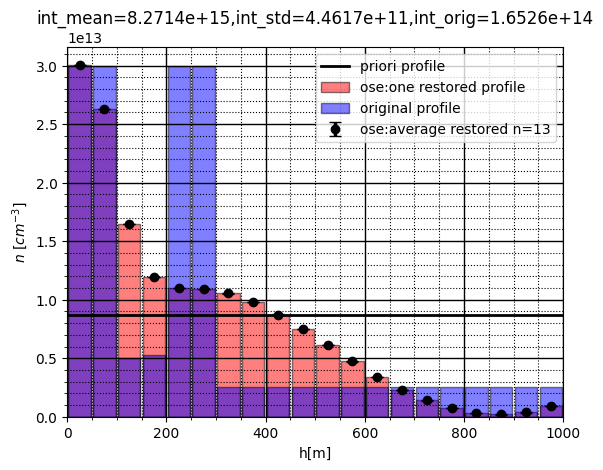 int_mean=8.2714e+15,int_std=4.4617e+11,int_orig=1.6526e+14
1e13
priori profile
ose:one restored profile
original profile
ose:average restored n=13
3.0
2.5
2.0
1.5
1.0
0.5
0.0
n [cm⁻³]
0 200 400 600 800 1000
h[m]